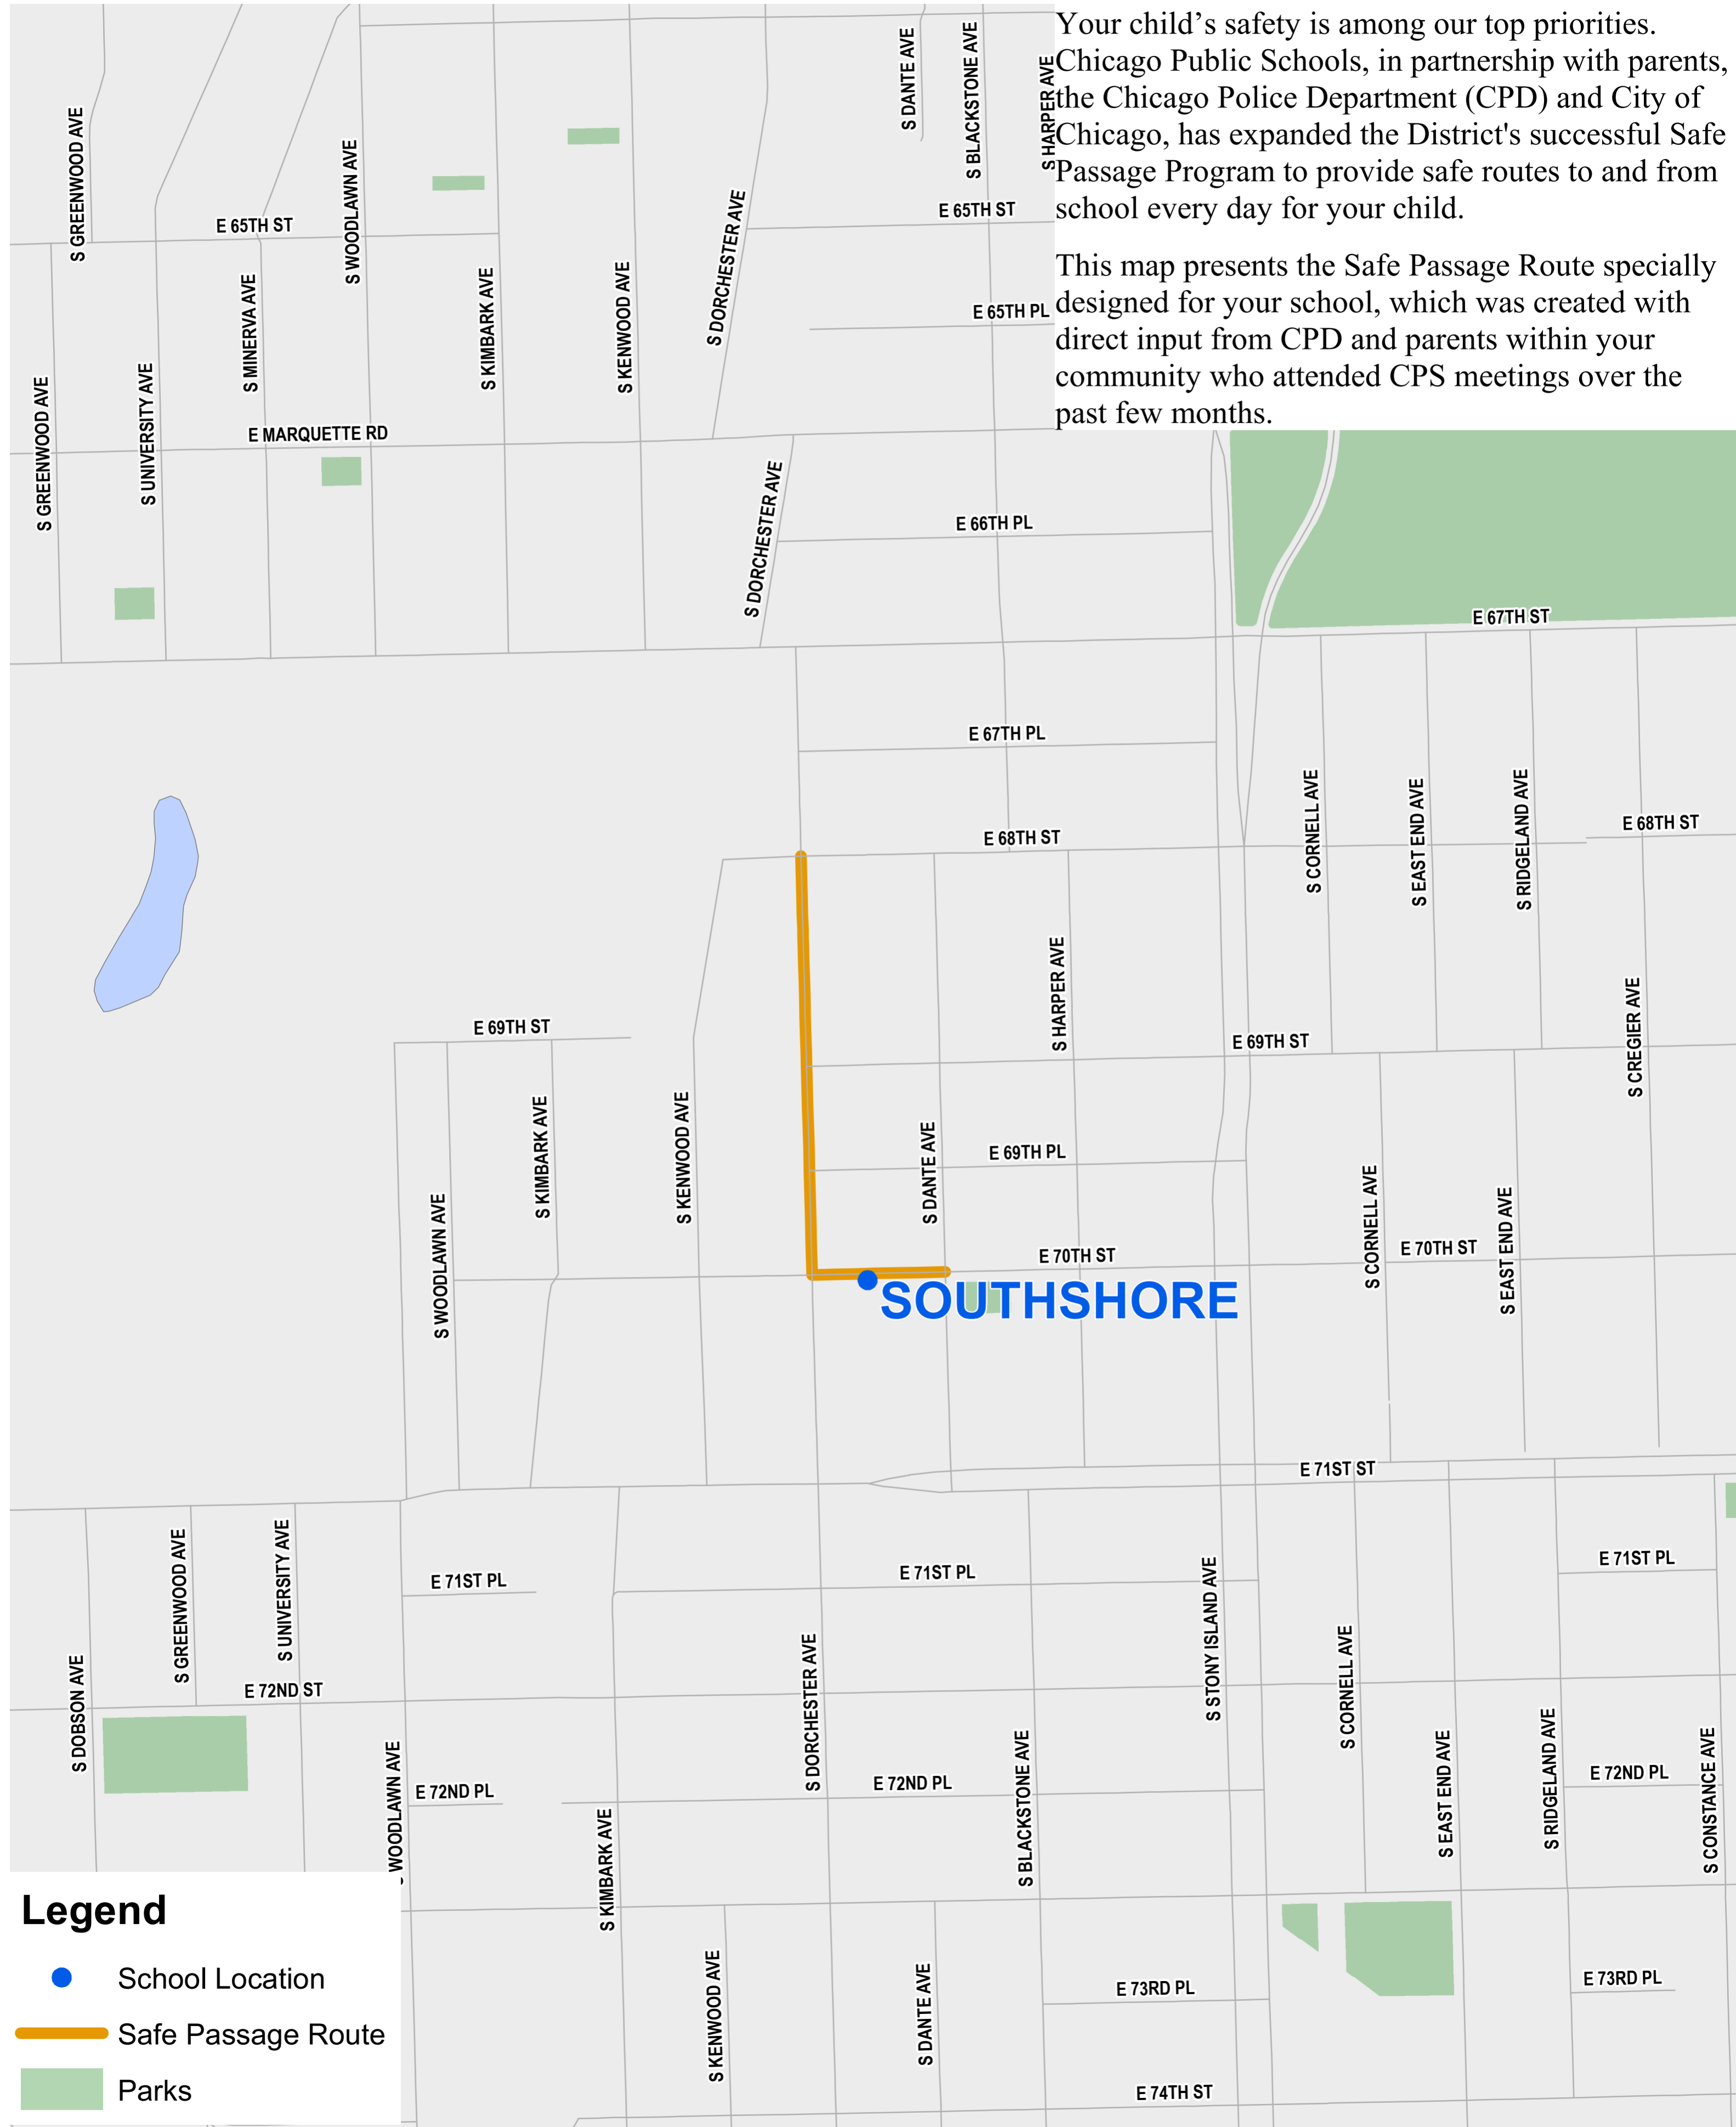 Your child’s safety is among our top priorities.
Chicago Public Schools, in partnership with parents,
the Chicago Police Department (CPD) and City of
Chicago, has expanded the District's successful Safe
Passage Program to provide safe routes to and from
school every day for your child.
This map presents the Safe Passage Route specially
designed for your school, which was created with
direct input from CPD and parents within your
community who attended CPS meetings over the
past few months.
S DANTE AVE
S BLACKSTONE AVE
S HARPER AVE
S GREENWOOD AVE
S WOODLAWN AVE
E 65TH ST
E 65TH ST
S DORCHESTER AVE
S MINERVA AVE
S KIMBARK AVE
S KENWOOD AVE
E 65TH PL
S GREENWOOD AVE
S UNIVERSITY AVE
E MARQUETTE RD
S DORCHESTER AVE
E 66TH PL
E 67TH ST
E 67TH PL
E 68TH ST
E 68TH ST
S CORNELL AVE
S EAST END AVE
S RIDGELAND AVE
S HARPER AVE
S CREGIER AVE
E 69TH ST
E 69TH ST
S KIMBARK AVE
S KENWOOD AVE
S DANTE AVE
E 69TH PL
S WOODLAWN AVE
S CORNELL AVE
S EAST END AVE
E 70TH ST
E 70TH ST
SOUTHSHORE
E 71ST ST
S GREENWOOD AVE
S UNIVERSITY AVE
E 71ST PL
E 71ST PL
E 71ST PL
S STONY ISLAND AVE
S DOBSON AVE
E 72ND ST
S DORCHESTER AVE
S CORNELL AVE
S WOODLAWN AVE
E 72ND PL
E 72ND PL
E 72ND PL
S BLACKSTONE AVE
S EAST END AVE
S RIDGELAND AVE
S CONSTANCE AVE
S KIMBARK AVE
S KENWOOD AVE
S DANTE AVE
E 73RD PL
E 73RD PL
E 74TH ST
Legend
School Location
Safe Passage Route
Parks